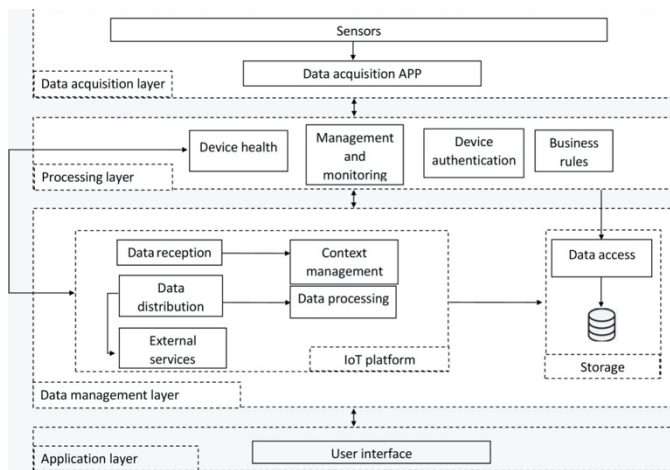 Sensors
Data acquisition APP
Data acquisition layer
Device health
Management
and
monitoring
Device
authentication
Business
rules
Processing layer
Data reception
Context
management
Data access
Data
distribution
Data processing
External
services
IoT platform
Storage
Data management layer
User interface
Application layer